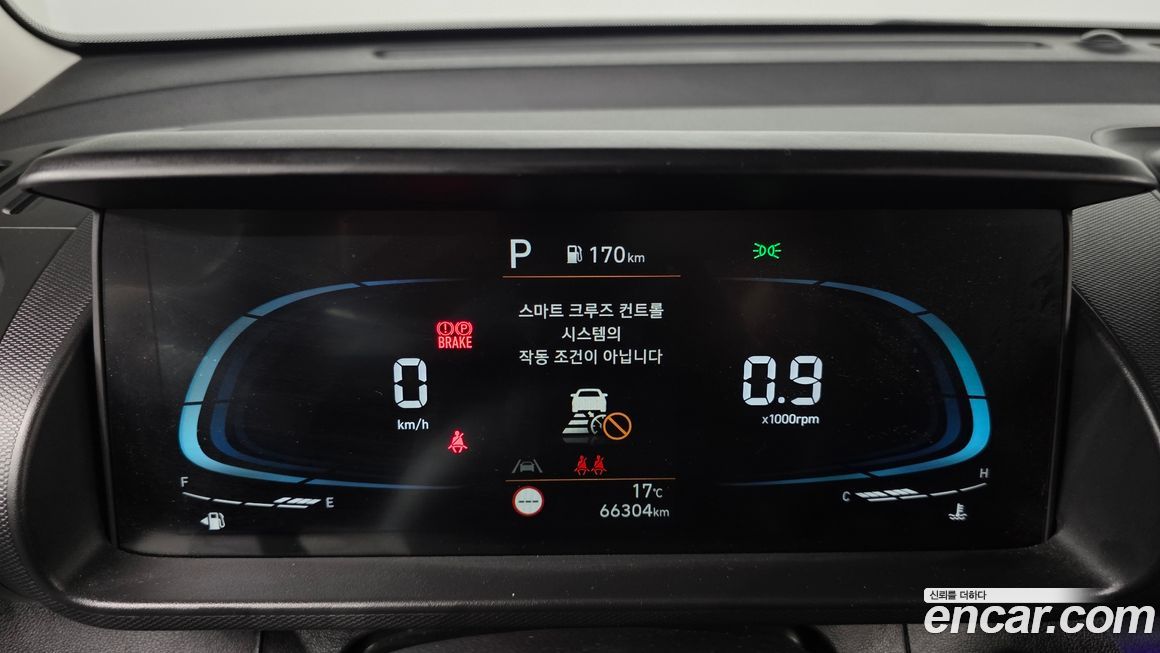 P 170km
스마트 크루즈 컨트롤
시스템의
작동 조건이 아닙니다
P
BRAKE
0
km/h
0.9
x1000rpm
F E
C H
---
17℃
66304km
신뢰를 더하다
encar.com